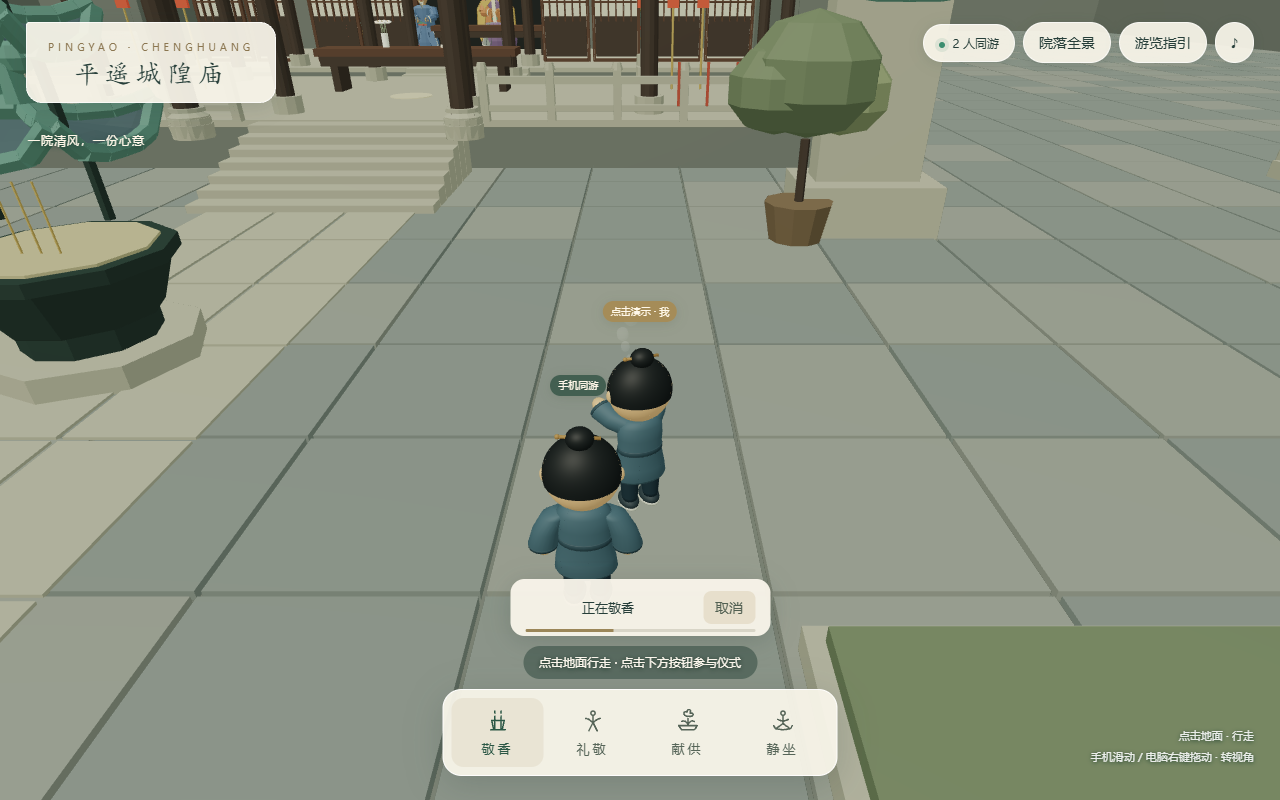 PINGYAO · CHENGHUANG
平遥城隍庙
一院清风，一份心意
2 人同游
院落全景
游览指引
♪
点击演示 · 我
手机同游
正在敬香
取消
点击地面行走 · 点击下方按钮参与仪式
敬香
礼敬
献供
静坐
点击地面 · 行走
手机滑动 / 电脑右键拖动 · 转视角